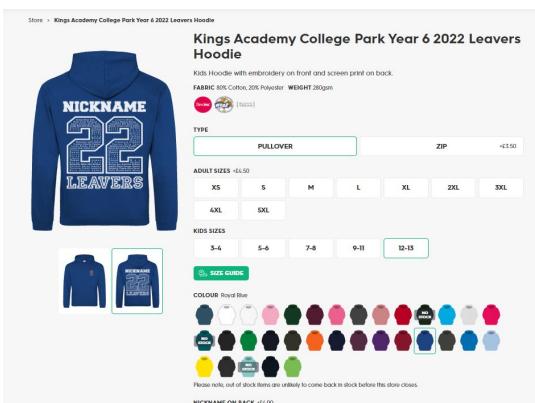 Store > Kings Academy College Park Year 6 2022 Leavers Hoodie
Kings Academy College Park Year 6 2022 Leavers
Hoodie
Kids Hoodie with embroidery on front and screen print on back.
FABRIC 80% Cotton, 20% Polyester WEIGHT 280gsm
TYPE
PULLOVER
ZIP +£3.50
ADULT SIZES +£4.50
XS S M L XL 2XL 3XL
4XL 5XL
KIDS SIZES
3-4 5-6 7-8 9-11 12-13
SIZE GUIDE
COLOUR Royal Blue
NO STOCK
NO STOCK
NO STOCK
Please note, out of stock items are unlikely to come back in stock before this store closes.
NICKNAME ON BACK
NICKNAME
22
LEAVERS
NICKNAME
22
LEAVERS